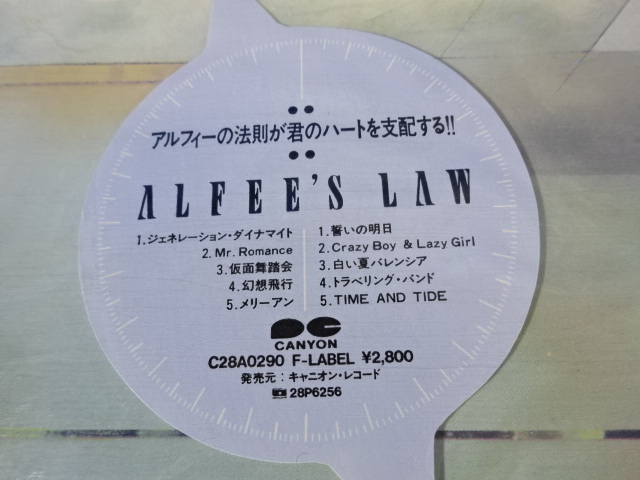 アルフィーの法則が君のハートを支配する!!
ALFEE'S LAW
1.ジェネレーション・ダイナマイト
2.Mr. Romance
3.仮面舞踏会
4.幻想飛行
5.メリーアン
1.誓いの明日
2.Crazy Boy & Lazy Girl
3.白い夏バレンシア
4.トラベリング・バンド
5.TIME AND TIDE
PC
CANYON
C28A0290 F-LABEL ¥2,800
発売元：キャニオン・レコード
28P6256